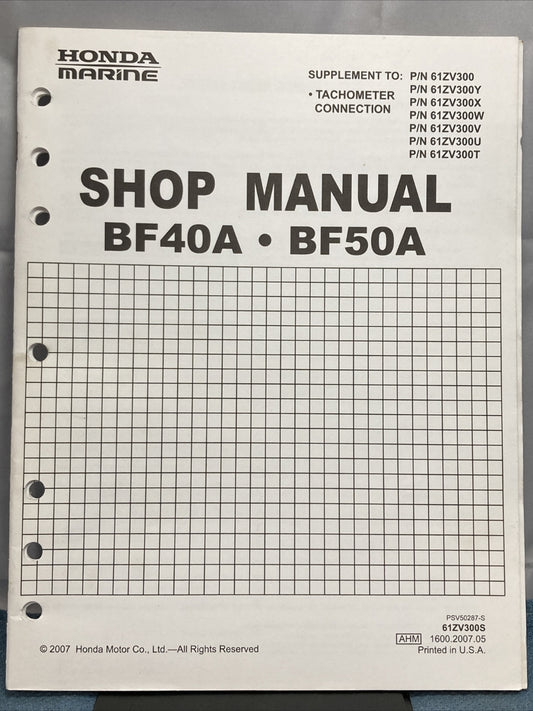 HONDA
MARINE
SUPPLEMENT TO: P/N 61ZV300
• TACHOMETER CONNECTION
P/N 61ZV300Y
P/N 61ZV300X
P/N 61ZV300W
P/N 61ZV300V
P/N 61ZV300U
P/N 61ZV300T
SHOP MANUAL
BF40A • BF50A
PSV50287-S
61ZV300S
AHM 1600.2007.05
© 2007 Honda Motor Co., Ltd.—All Rights Reserved
Printed in U.S.A.